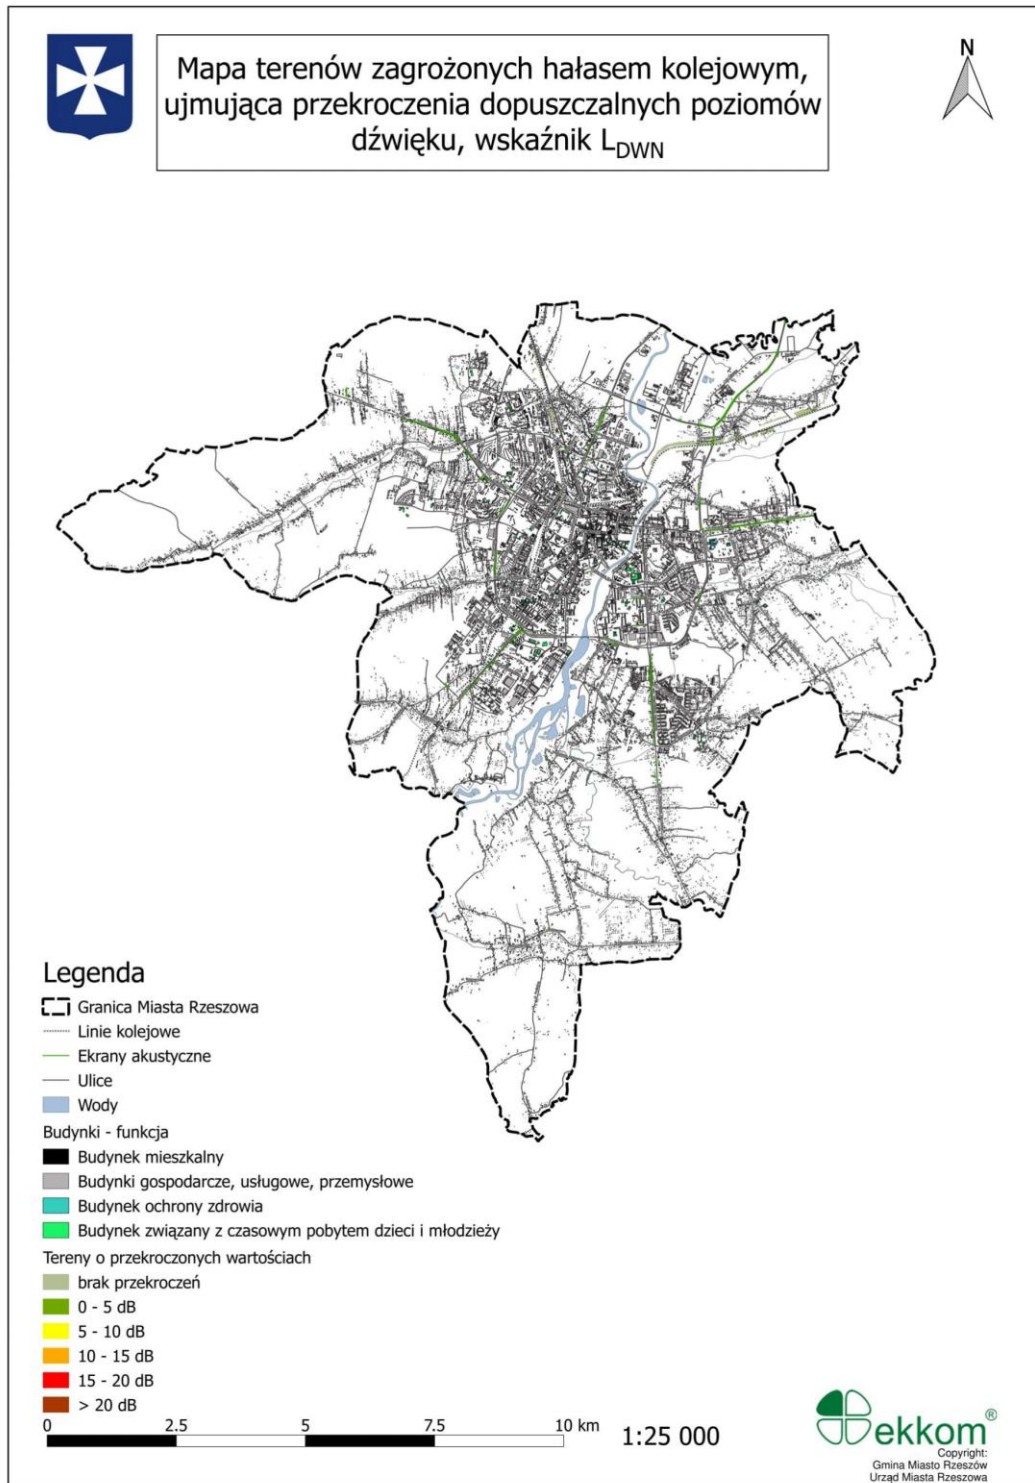 Mapa terenów zagrożonych hałasem kolejowym,
ujmująca przekroczenia dopuszczalnych poziomów
dźwięku, wskaźnik LDWN
N
Legenda
Granica Miasta Rzeszowa
Linie kolejowe
Ekrany akustyczne
Ulice
Wody
Budynki - funkcja
Budynek mieszkalny
Budynki gospodarcze, usługowe, przemysłowe
Budynek ochrony zdrowia
Budynek związany z czasowym pobytem dzieci i młodzieży
Tereny o przekroczonych wartościach
brak przekroczeń
0 - 5 dB
5 - 10 dB
10 - 15 dB
15 - 20 dB
> 20 dB
0 2.5 5 7.5 10 km
1:25 000
ekkom®
Copyright:
Gmina Miasto Rzeszów
Urząd Miasta Rzeszowa